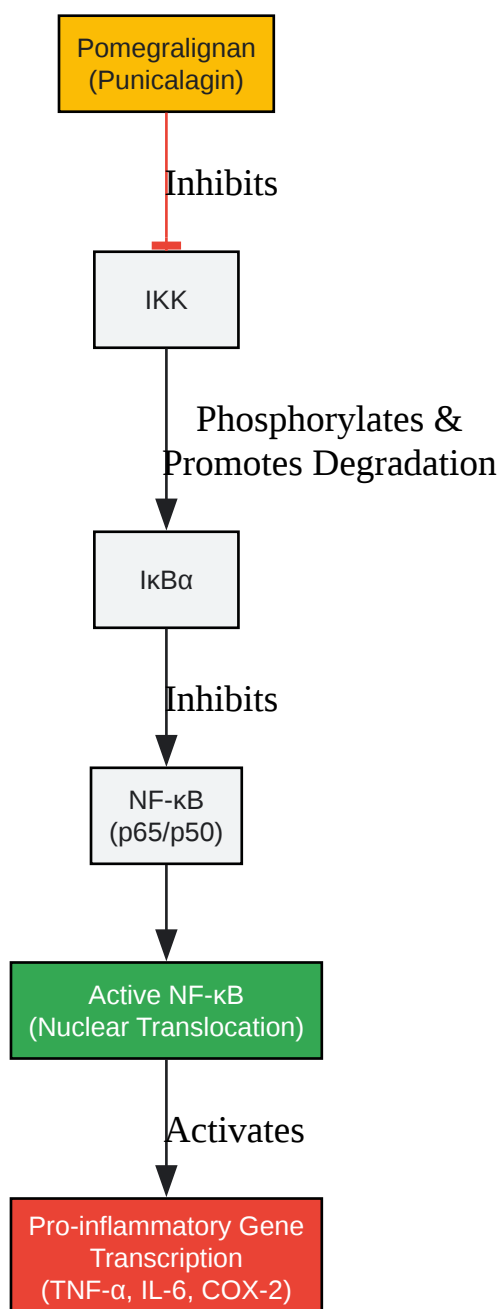 Pomegralignan
(Punicalagin)
Inhibits
IKK
Phosphorylates &
Promotes Degradation
IκBα
Inhibits
NF-κB
(p65/p50)
Active NF-κB
(Nuclear Translocation)
Activates
Pro-inflammatory Gene
Transcription
(TNF-α, IL-6, COX-2)